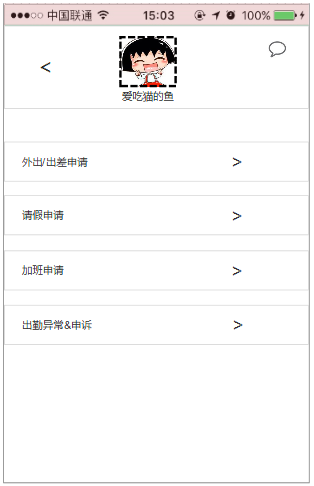 中国联通 15:03 100%
<
爱吃猫的鱼
外出/出差申请 >
请假申请 >
加班申请 >
出勤异常&申诉 >